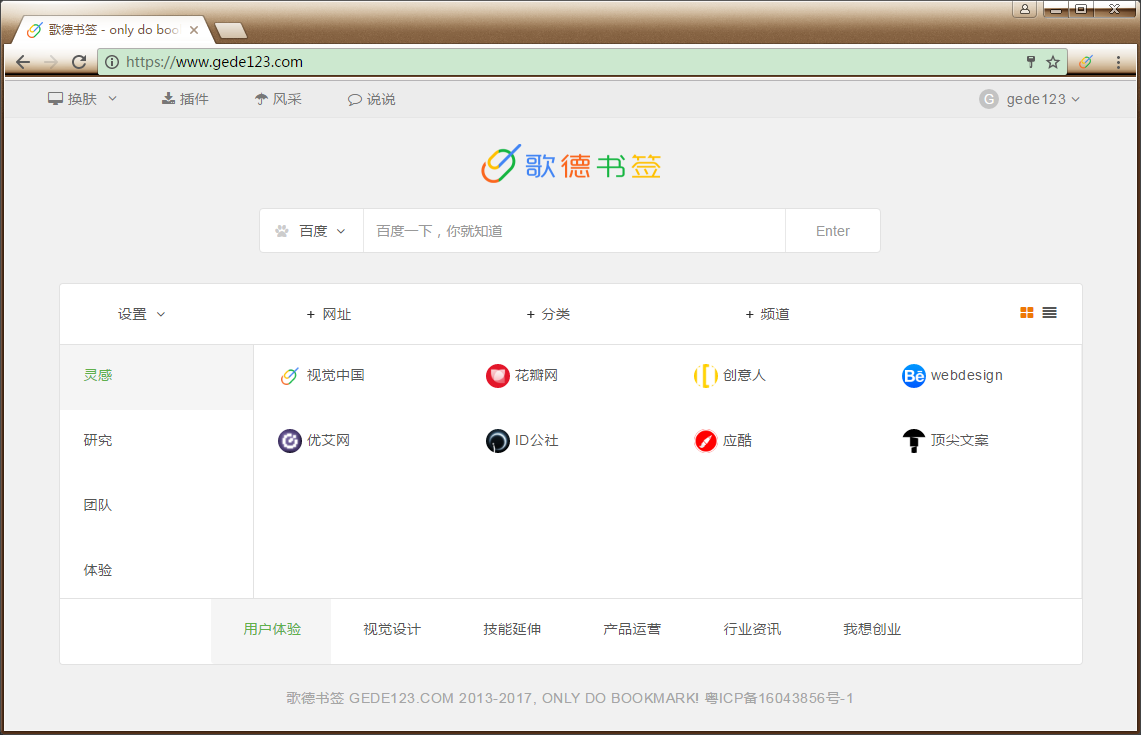 歌德书签 - only do boo
https://www.gede123.com
换肤 插件 风采 说说 G gede123
歌德书签
百度 百度一下，你就知道 Enter
设置 + 网址 + 分类 + 频道
灵感 视觉中国 花瓣网 创意人 Bē webdesign
研究 优艾网 ID公社 应酷 顶尖文案
团队
体验
用户体验 视觉设计 技能延伸 产品运营 行业资讯 我想创业
歌德书签 GEDE123.COM 2013-2017, ONLY DO BOOKMARK! 粤ICP备16043856号-1